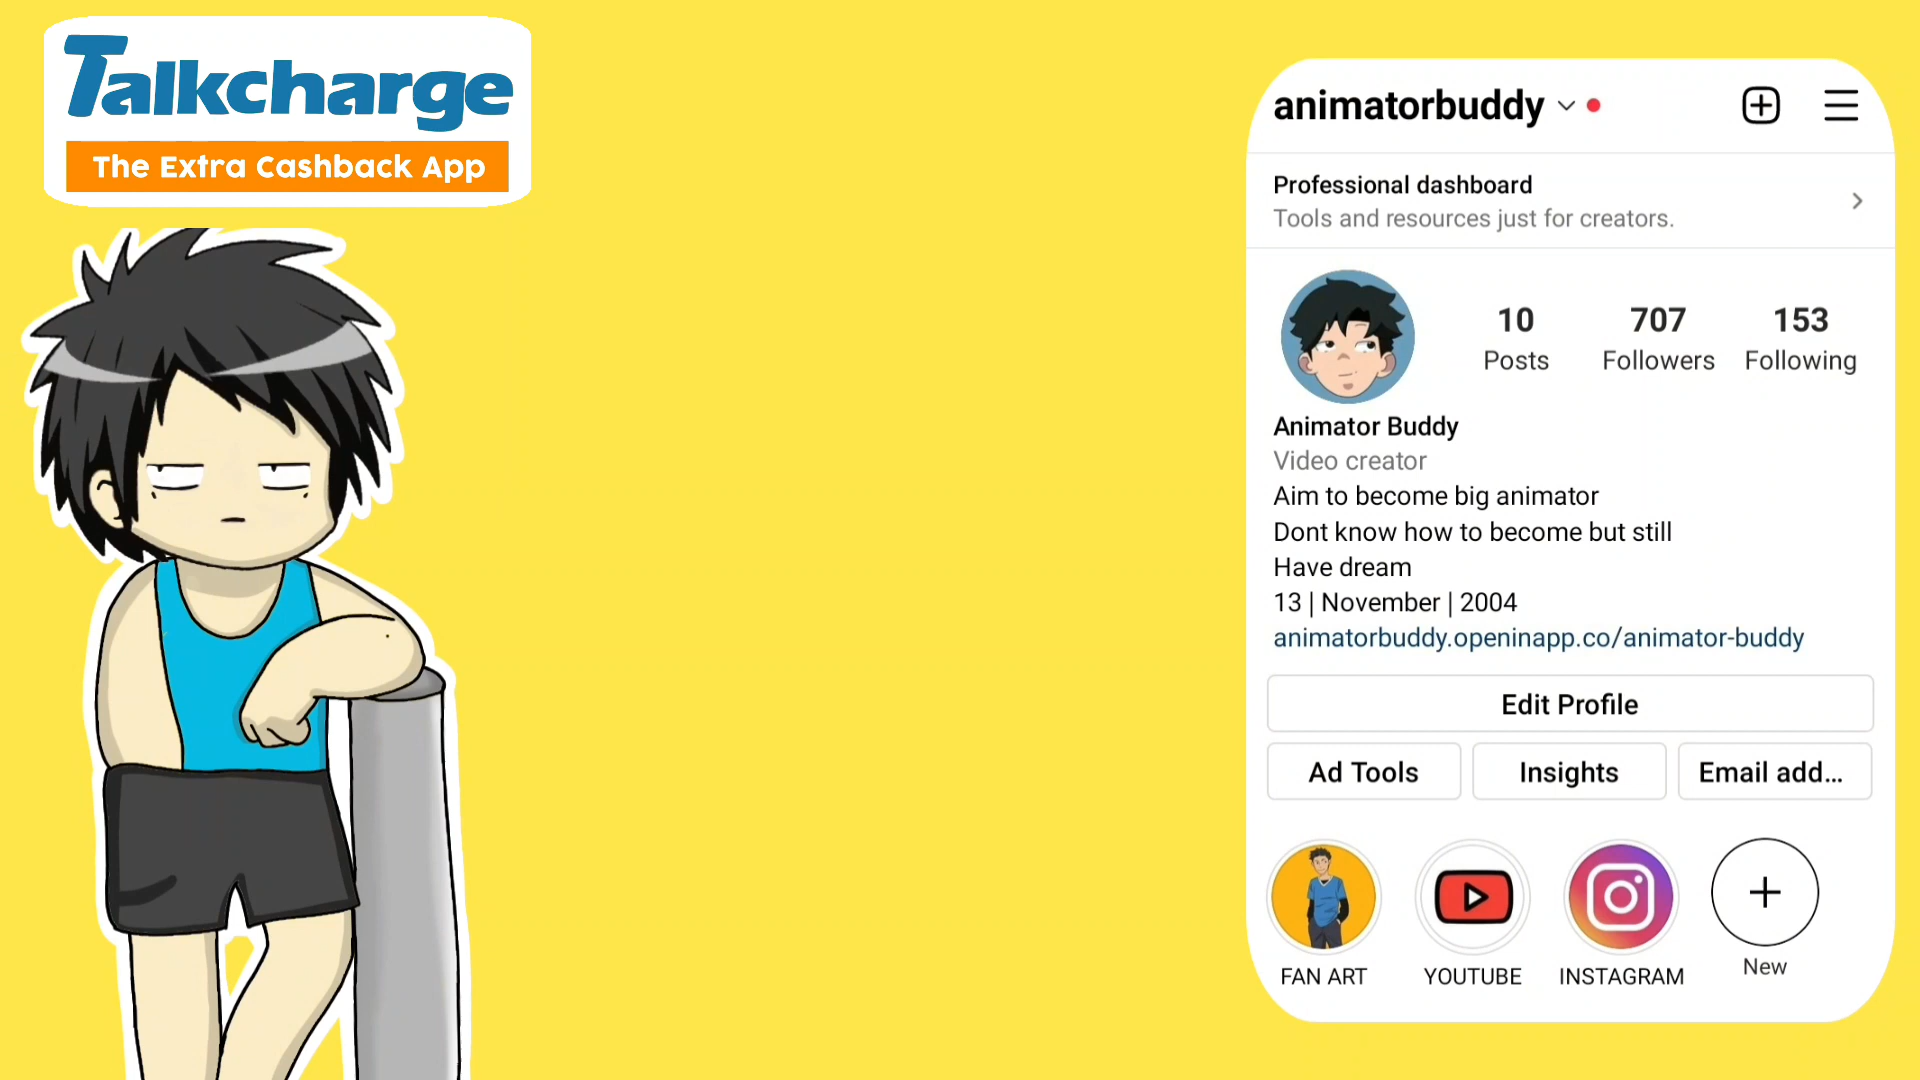 Talkcharge
The Extra Cashback App
animatorbuddy
Professional dashboard
Tools and resources just for creators.
10
Posts
707
Followers
153
Following
Animator Buddy
Video creator
Aim to become big animator
Dont know how to become but still
Have dream
13 | November | 2004
animatorbuddy.openinapp.co/animator-buddy
Edit Profile
Ad Tools
Insights
Email add...
FAN ART
YOUTUBE
INSTAGRAM
New